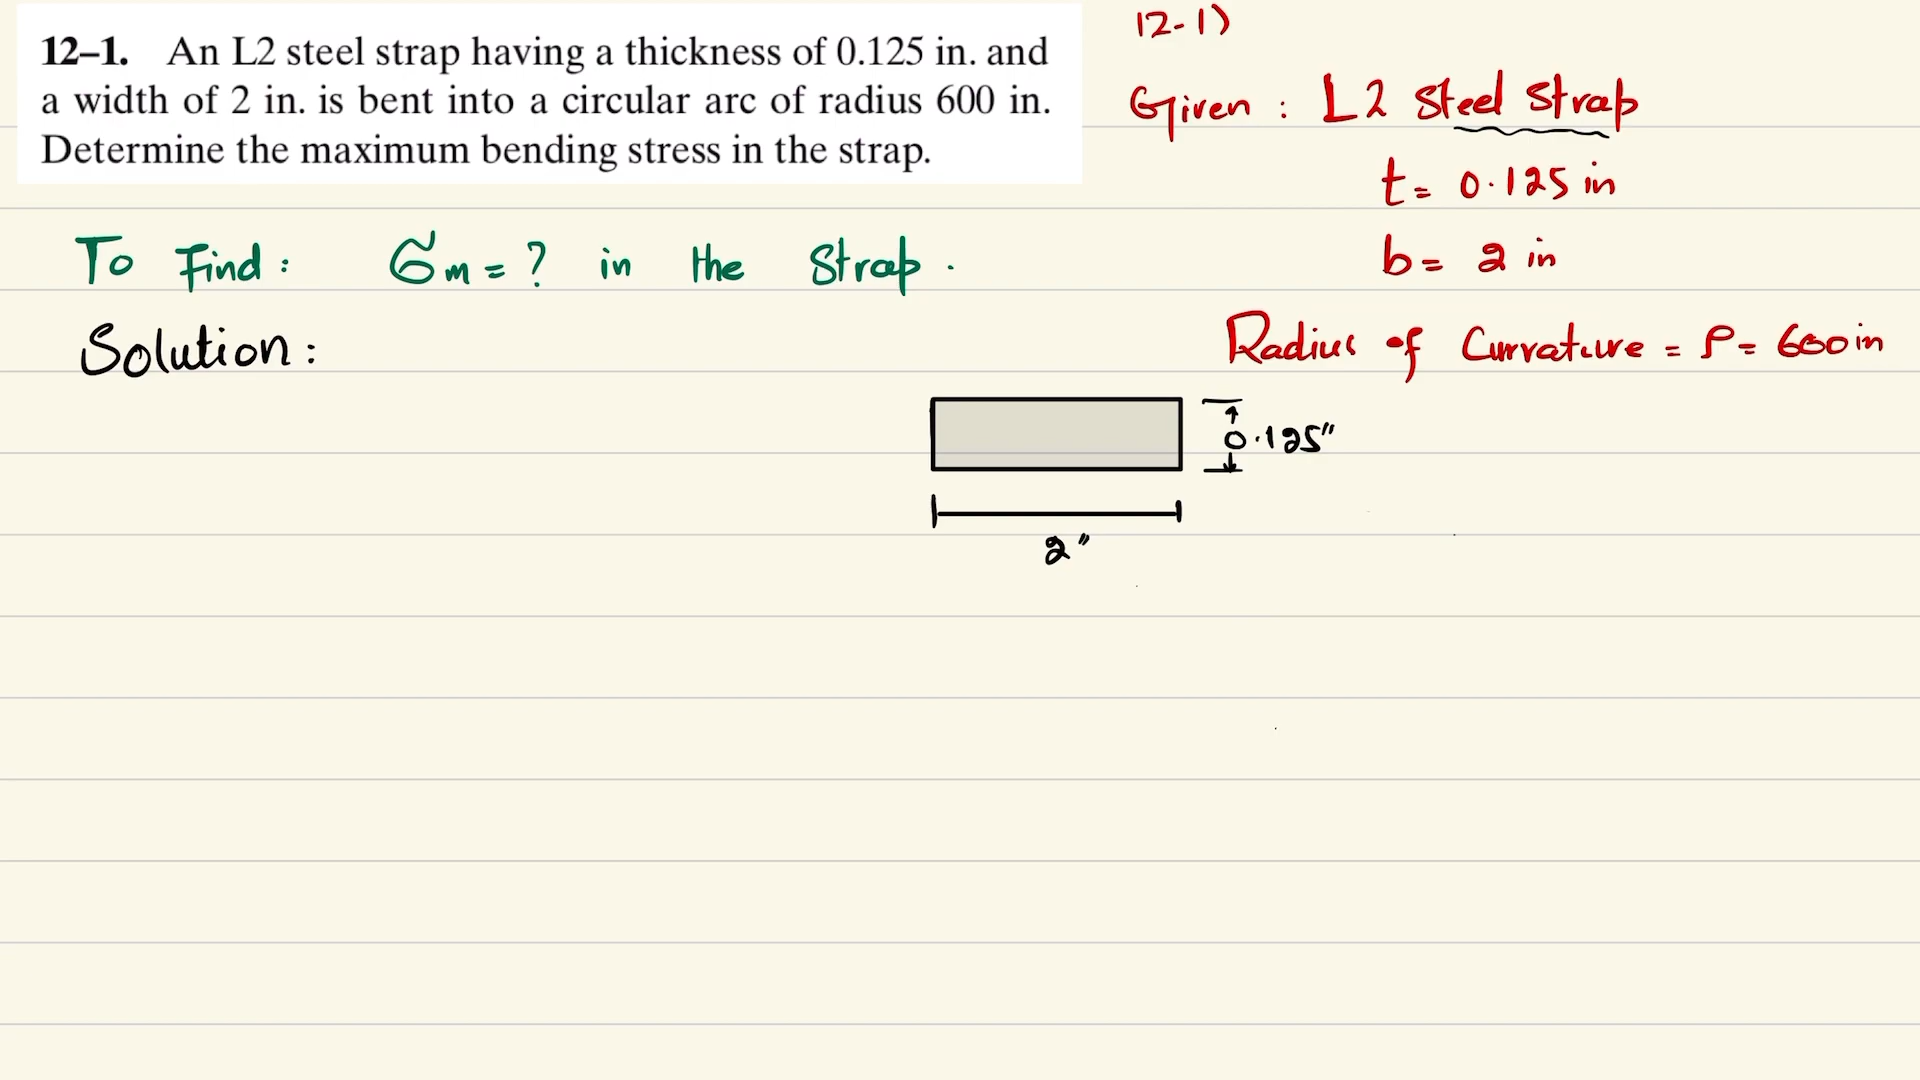 12–1. An L2 steel strap having a thickness of 0.125 in. and
a width of 2 in. is bent into a circular arc of radius 600 in.
Determine the maximum bending stress in the strap.
12-1)
Given : L2 Steel Strap
t= 0.125 in
b= 2 in
Radius of Curvature = ρ= 600in
To Find: σm=? in the Strap.
Solution:
0.125"
2"